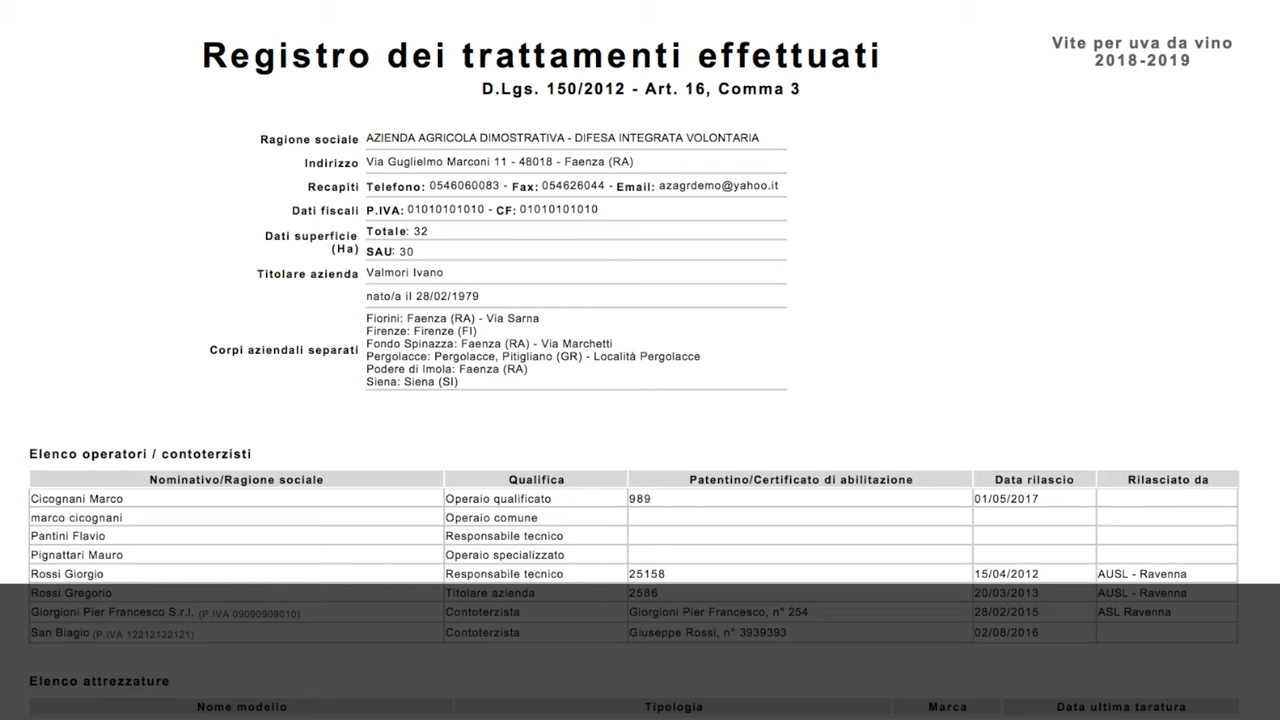 Registro dei trattamenti effettuati
D.Lgs. 150/2012 - Art. 16, Comma 3
Vite per uva da vino
2018-2019
Ragione sociale AZIENDA AGRICOLA DIMOSTRATIVA - DIFESA INTEGRATA VOLONTARIA
Indirizzo Via Guglielmo Marconi 11 - 48018 - Faenza (RA)
Recapiti Telefono: 0546060083 - Fax: 054626044 - Email: azagrdemo@yahoo.it
Dati fiscali P.IVA: 01010101010 - CF: 01010101010
Dati superficie (Ha) Totale: 32
SAU: 30
Titolare azienda Valmori Ivano
nato/a il 28/02/1979
Corpi aziendali separati Fiorini: Faenza (RA) - Via Sarna
Firenze: Firenze (FI)
Fondo Spinazza: Faenza (RA) - Via Marchetti
Pergolacce: Pergolacce, Pitigliano (GR) - Località Pergolacce
Podere di Imola: Faenza (RA)
Siena: Siena (SI)
Elenco operatori / contoterzisti
Nominativo/Ragione sociale Qualifica Patentino/Certificato di abilitazione Data rilascio Rilasciato da
Cicognani Marco Operaio qualificato 989 01/05/2017
marco cicognani Operaio comune
Pantini Flavio Responsabile tecnico
Pignattari Mauro Operaio specializzato
Rossi Giorgio Responsabile tecnico 25158 15/04/2012 AUSL - Ravenna
Rossi Gregorio Titolare azienda 2586 20/03/2013 AUSL - Ravenna
Giorgioni Pier Francesco S.r.l. (P.IVA 09090909010) Contoterzista Giorgioni Pier Francesco, n° 254 28/02/2015 ASL Ravenna
San Biagio (P.IVA 12212122121) Contoterzista Giuseppe Rossi, n° 3939393 02/08/2016
Elenco attrezzature
Nome modello Tipologia Marca Data ultima taratura